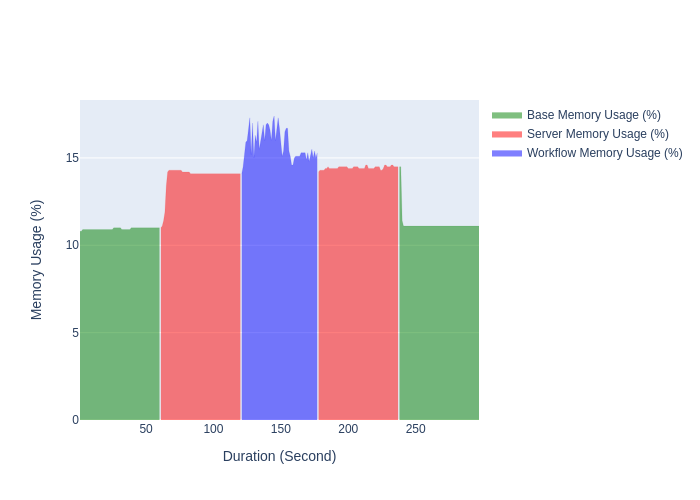 Base Memory Usage (%)
Server Memory Usage (%)
Workflow Memory Usage (%)
Memory Usage (%)
15
10
5
0
50 100 150 200 250
Duration (Second)